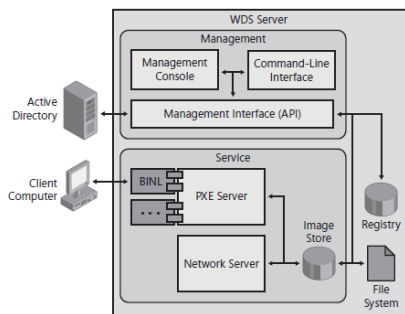 WDS Server
Management
Management
Console
Command-Line
Interface
Active
Directory
Management Interface (API)
Service
Client
Computer
BINL
PXE Server
...
Image
Store
Registry
Network Server
File
System